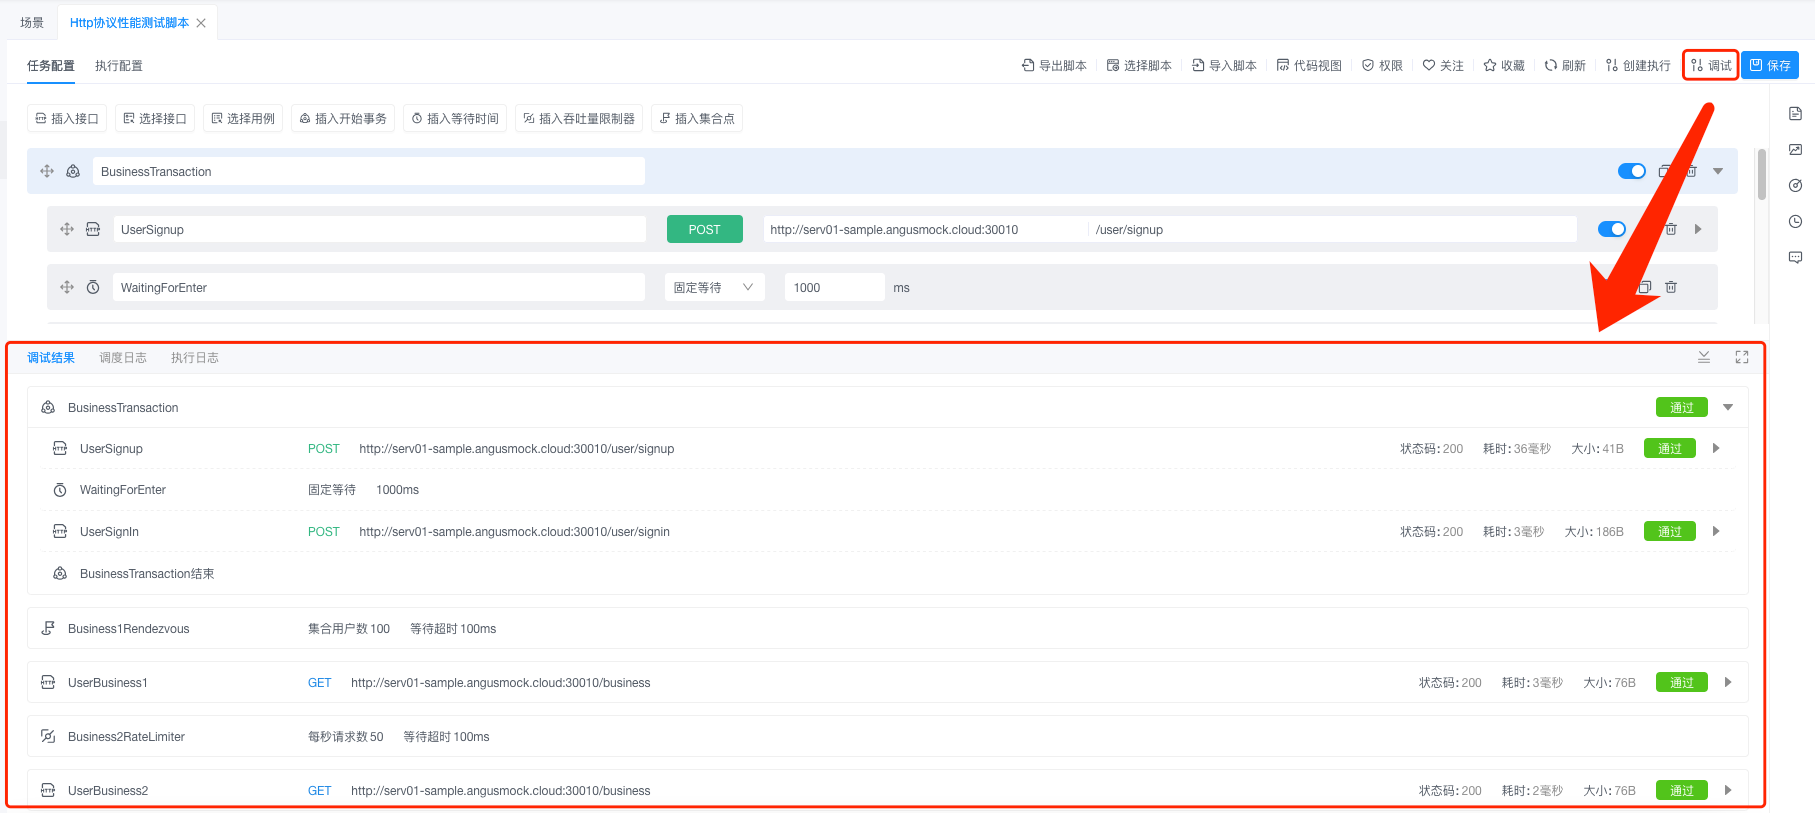 场景 Http协议性能测试脚本
任务配置 执行配置 导出脚本 选择脚本 导入脚本 代码视图 权限 关注 收藏 刷新 创建执行 调试 保存
插入接口 选择接口 选择用例 插入开始事务 插入等待时间 插入吞吐量限制器 插入集合点
BusinessTransaction
UserSignup POST http://serv01-sample.angusmock.cloud:30010 /user/signup
WaitingForEnter 固定等待 1000 ms
调试结果 调度日志 执行日志
BusinessTransaction 通过
UserSignup POST http://serv01-sample.angusmock.cloud:30010/user/signup 状态码:200 耗时:36毫秒 大小:41B 通过
WaitingForEnter 固定等待 1000ms
UserSignIn POST http://serv01-sample.angusmock.cloud:30010/user/signin 状态码:200 耗时:3毫秒 大小:186B 通过
BusinessTransaction结束
Business1Rendezvous 集合用户数 100 等待超时 100ms
UserBusiness1 GET http://serv01-sample.angusmock.cloud:30010/business 状态码:200 耗时:3毫秒 大小:76B 通过
Business2RateLimiter 每秒请求数 50 等待超时 100ms
UserBusiness2 GET http://serv01-sample.angusmock.cloud:30010/business 状态码:200 耗时:2毫秒 大小:76B 通过